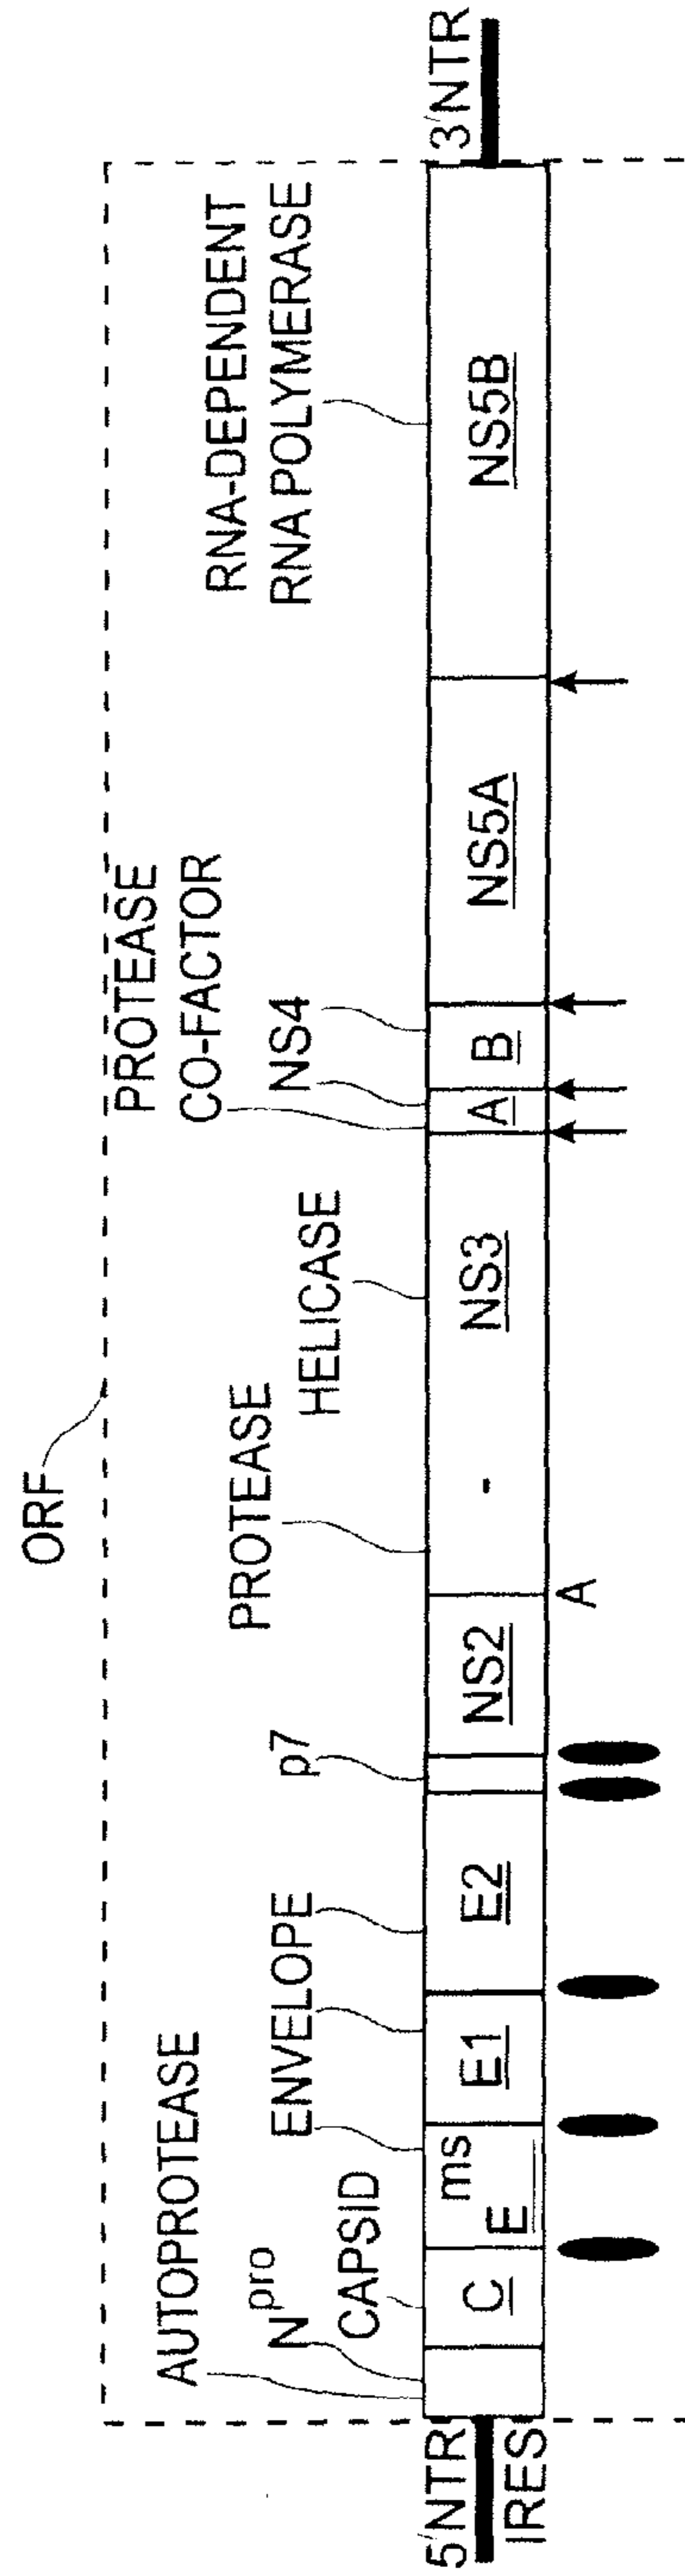 ORF
AUTOPROTEASE
N pro
CAPSID
ENVELOPE
p7
PROTEASE
HELICASE
PROTEASE
CO-FACTOR
NS4
RNA-DEPENDENT
RNA POLYMERASE
5'NTR
IRES
C
E ms
E1
E2
NS2
NS3
A
B
NS5A
NS5B
3'NTR
A